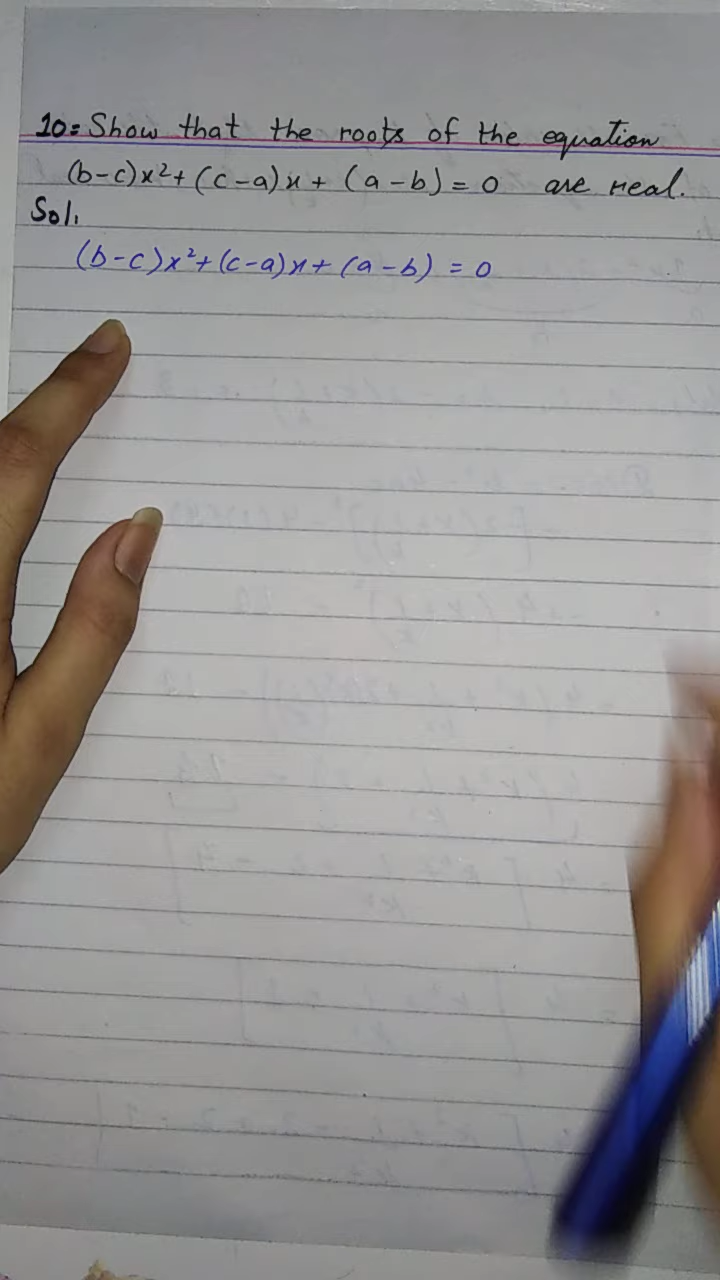 10= Show that the roots of the equation
(b-c)x²+(c-a)x+(a-b)=0 are real.
Sol.
(b-c)x²+(c-a)x+(a-b)=0